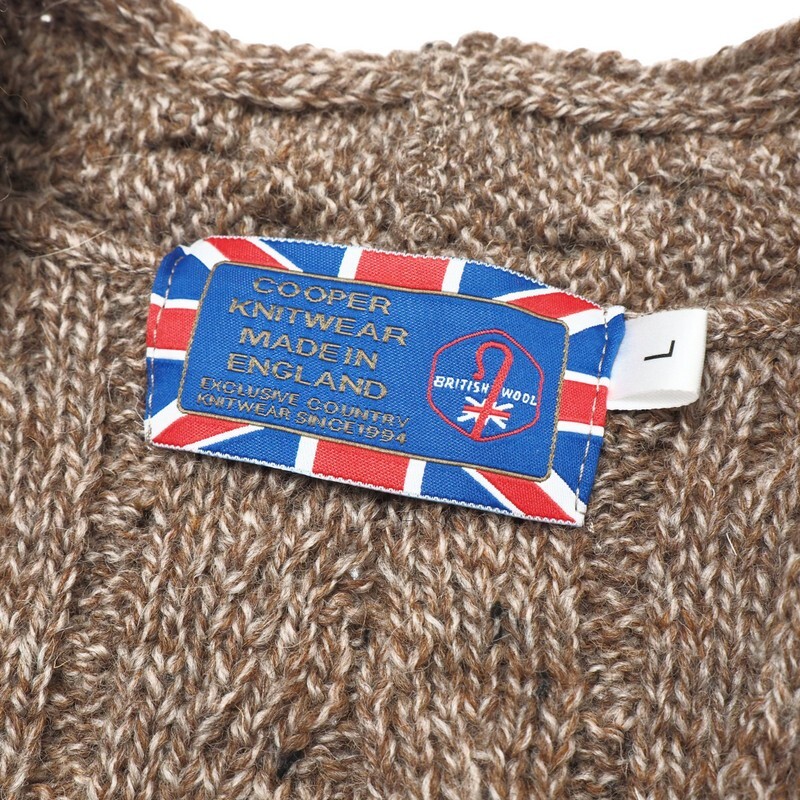 COOPER
KNITWEAR
MADE IN
ENGLAND
EXCLUSIVE COUNTRY
KNITWEAR SINCE 1994
BRITISH WOOL
L